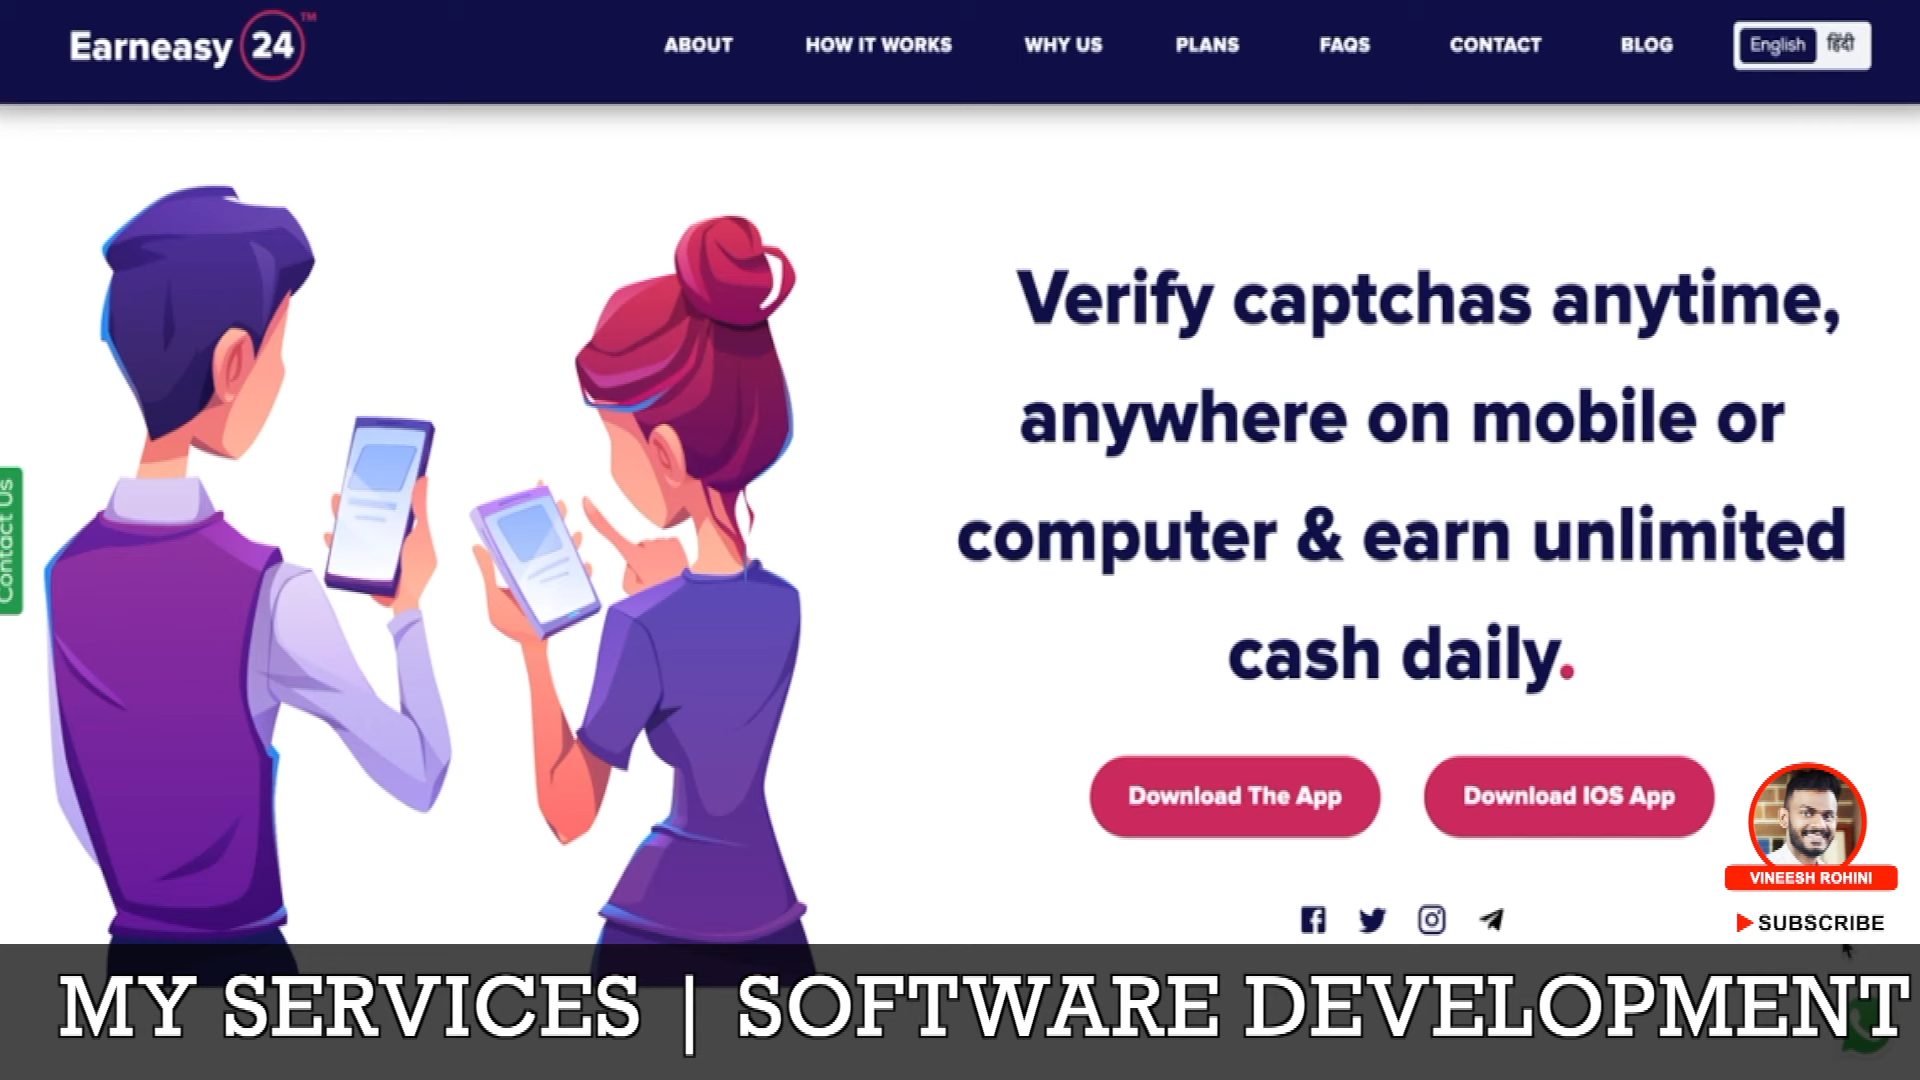 Earneasy 24 ™
ABOUT HOW IT WORKS WHY US PLANS FAQS CONTACT BLOG English हिंदी
Verify captchas anytime,
anywhere on mobile or
computer & earn unlimited
cash daily.
Contact Us
Download The App Download IOS App
VINEESH ROHINI
SUBSCRIBE
MY SERVICES | SOFTWARE DEVELOPMENT